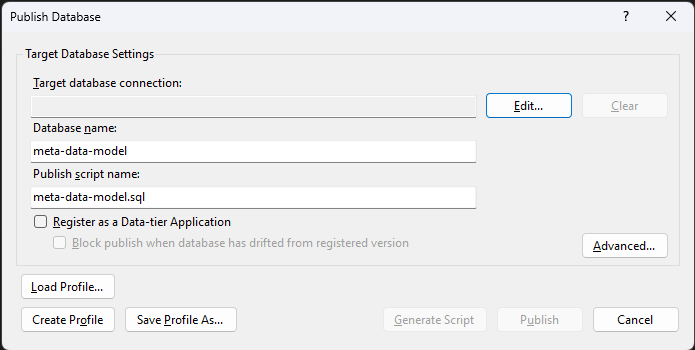 Publish Database
?
Target Database Settings
Target database connection:
Edit...
Clear
Database name:
meta-data-model
Publish script name:
meta-data-model.sql
Register as a Data-tier Application
Block publish when database has drifted from registered version
Advanced...
Load Profile...
Create Profile
Save Profile As...
Generate Script
Publish
Cancel